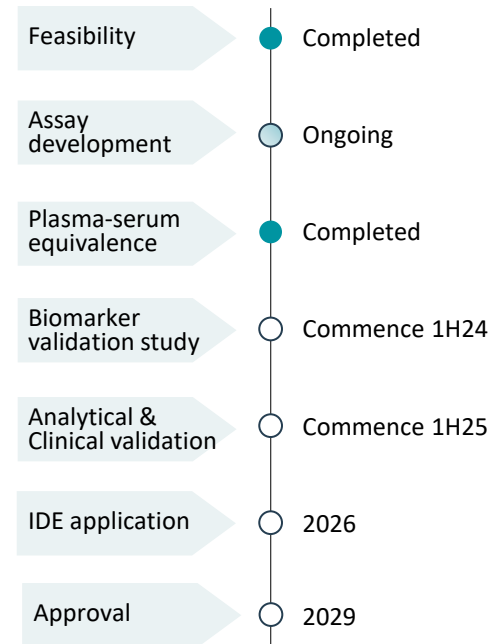 Feasibility
Completed
Assay
development
Ongoing
Plasma-serum
equivalence
Completed
Biomarker
validation study
Commence 1H24
Analytical &
Clinical validation
Commence 1H25
IDE application
2026
Approval
2029